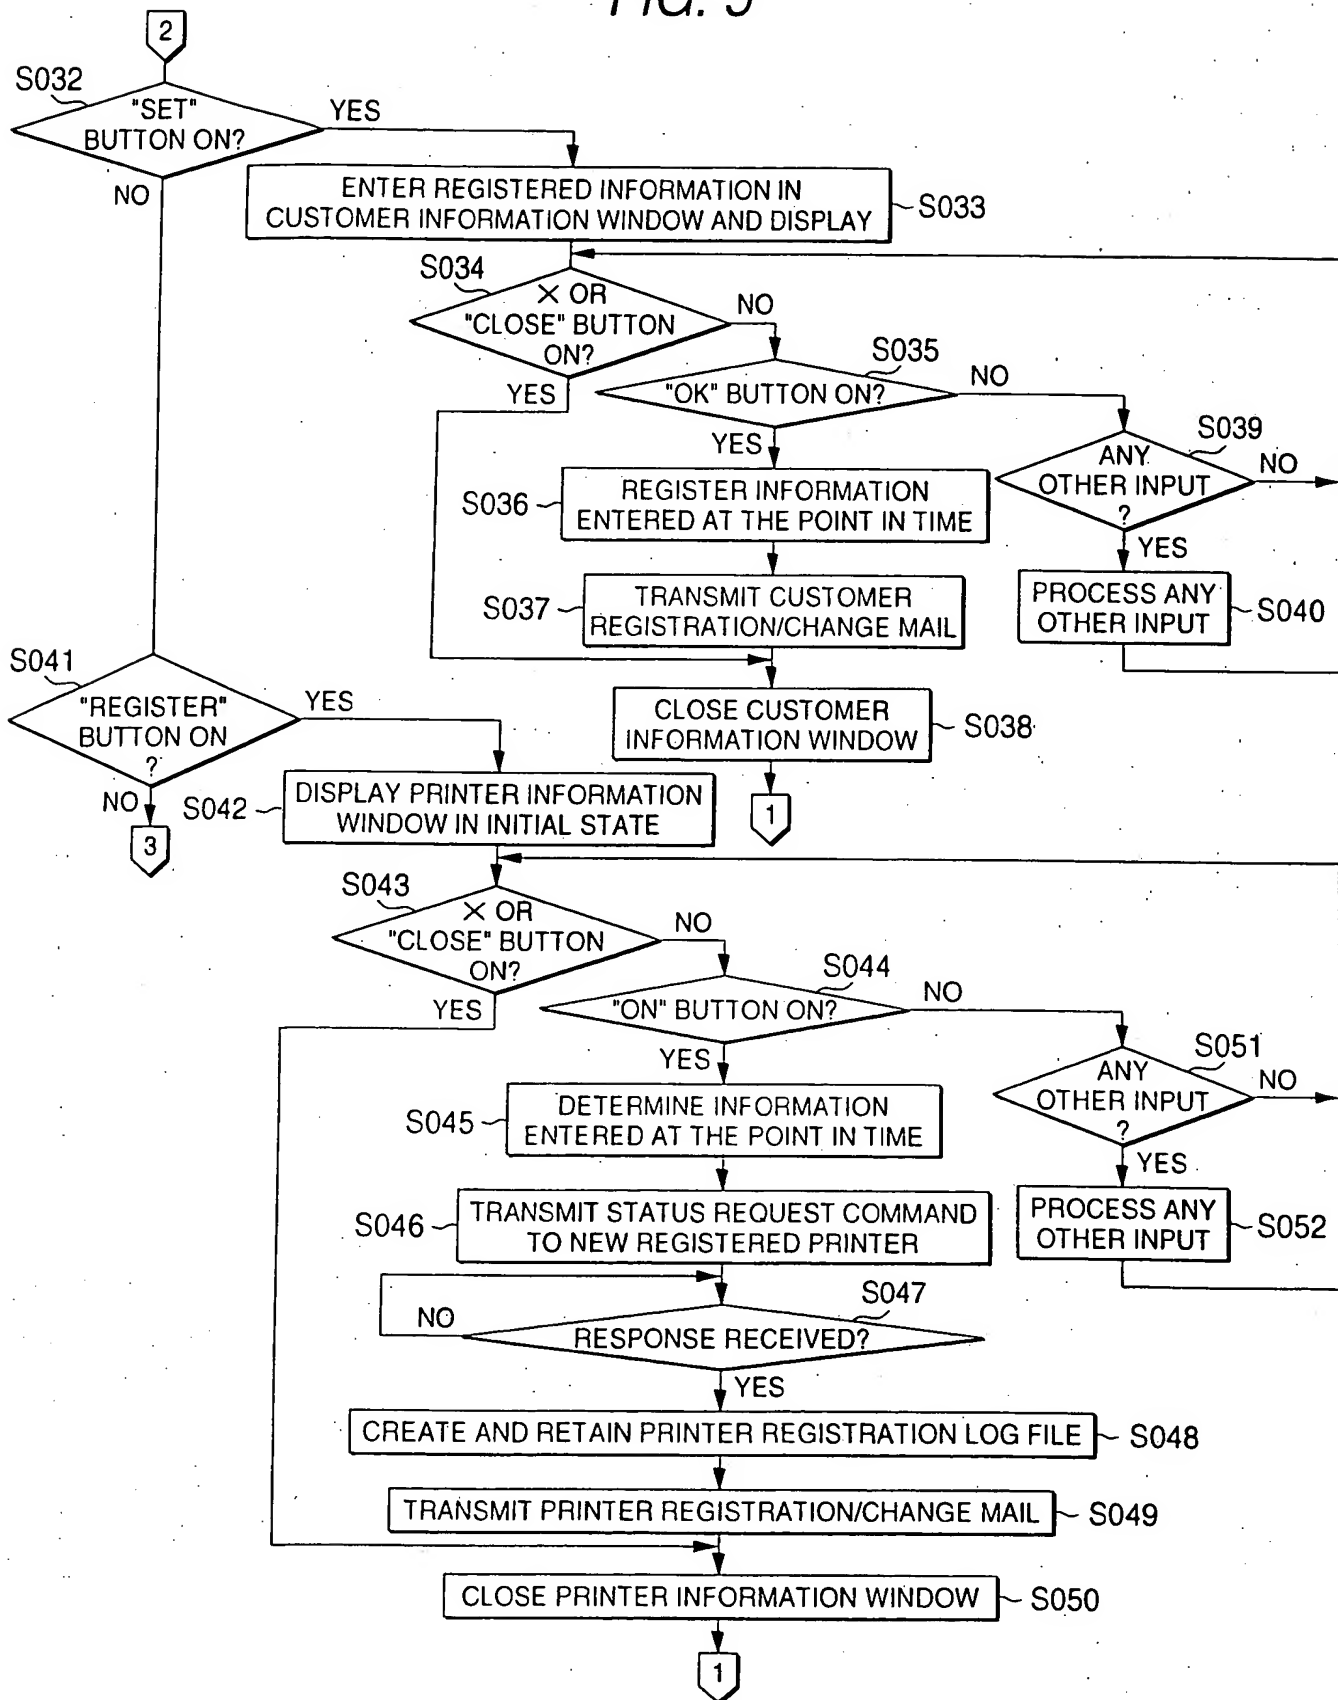 FIG. 9
2
S032
"SET"
BUTTON ON?
YES
NO
ENTER REGISTERED INFORMATION IN
CUSTOMER INFORMATION WINDOW AND DISPLAY
S033
S034
X OR
"CLOSE" BUTTON
ON?
NO
YES
S035
"OK" BUTTON ON?
NO
YES
S039
ANY
OTHER INPUT
?
NO
YES
S036
REGISTER INFORMATION
ENTERED AT THE POINT IN TIME
S037
TRANSMIT CUSTOMER
REGISTRATION/CHANGE MAIL
PROCESS ANY
OTHER INPUT
S040
S041
"REGISTER"
BUTTON ON
?
YES
NO
3
CLOSE CUSTOMER
INFORMATION WINDOW
S038
1
S042
DISPLAY PRINTER INFORMATION
WINDOW IN INITIAL STATE
S043
X OR
"CLOSE" BUTTON
ON?
NO
YES
S044
"ON" BUTTON ON?
NO
YES
S051
ANY
OTHER INPUT
?
NO
YES
S045
DETERMINE INFORMATION
ENTERED AT THE POINT IN TIME
S046
TRANSMIT STATUS REQUEST COMMAND
TO NEW REGISTERED PRINTER
PROCESS ANY
OTHER INPUT
S052
S047
NO
RESPONSE RECEIVED?
YES
CREATE AND RETAIN PRINTER REGISTRATION LOG FILE
S048
TRANSMIT PRINTER REGISTRATION/CHANGE MAIL
S049
CLOSE PRINTER INFORMATION WINDOW
S050
1